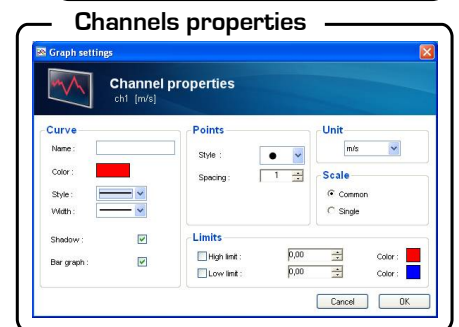 Channels properties
Graph settings
Channel properties
ch1 [m/s]
Curve
Name :
Color :
Style :
Width :
Shadow :
Bar graph :
Points
Style :
Spacing : 1
Unit
m/s
Scale
Common
Single
Limits
High limit : 0,00 Color :
Low limit : 0,00 Color :
Cancel OK